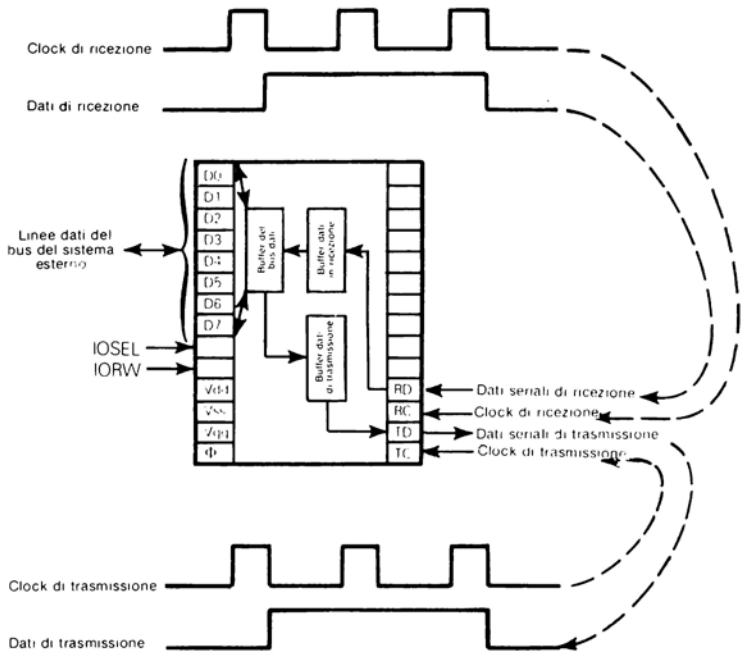 Clock di ricezione
Dati di ricezione
D0
D1
D2
D3
D4
D5
D6
D7
Linee dati del
bus del sistema
esterno
Buffer del
bus dati
Buffer dati
in ricezione
Buffer dati
di trasmissione
IOSEL
IORW
Vdd
Vss
Vgg
Φ
RD
RC
TD
TC
Dati seriali di ricezione
Clock di ricezione
Dati seriali di trasmissione
Clock di trasmissione
Clock di trasmissione
Dati di trasmissione